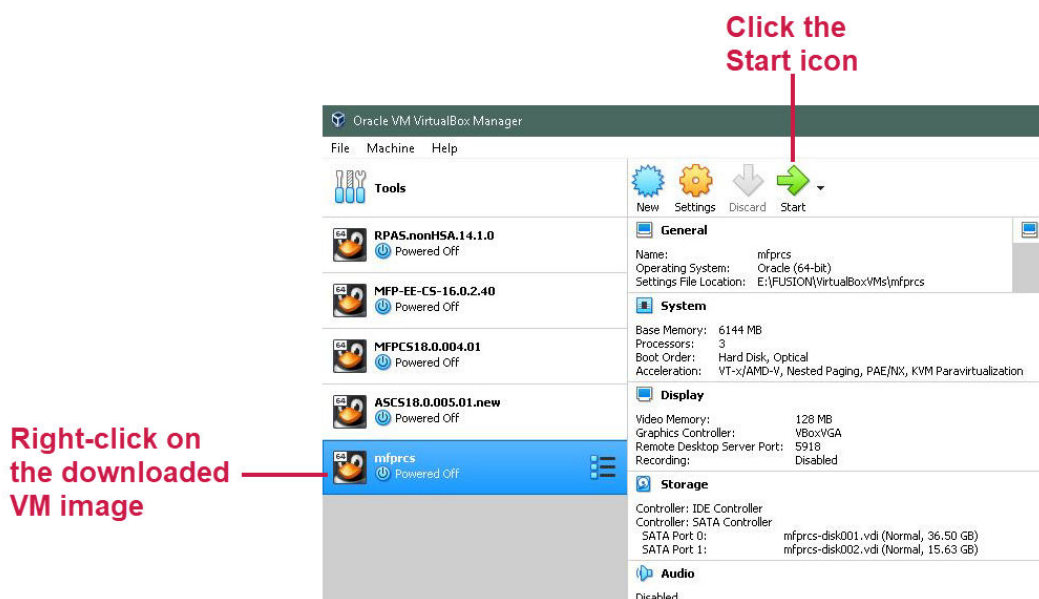 Click the
Start icon
Oracle VM VirtualBox Manager
File Machine Help
Tools
New Settings Discard Start
64
RPAS.nonHSA.14.1.0
Powered Off
64
MFP-EE-CS-16.0.2.40
Powered Off
64
MFPCS18.0.004.01
Powered Off
64
ASCS18.0.005.01.new
Powered Off
Right-click on
the downloaded
VM image
64
mfprcs
Powered Off
General
Name: mfprcs
Operating System: Oracle (64-bit)
Settings File Location: E:\FUSION\VirtualBoxVMs\mfprcs
System
Base Memory: 6144 MB
Processors: 3
Boot Order: Hard Disk, Optical
Acceleration: VT-x/AMD-V, Nested Paging, PAE/NX, KVM Paravirtualization
Display
Video Memory: 128 MB
Graphics Controller: VBoxVGA
Remote Desktop Server Port: 5918
Recording: Disabled
Storage
Controller: IDE Controller
Controller: SATA Controller
SATA Port 0: mfprcs-disk001.vdi (Normal, 36.50 GB)
SATA Port 1: mfprcs-disk002.vdi (Normal, 15.63 GB)
Audio
Disabled